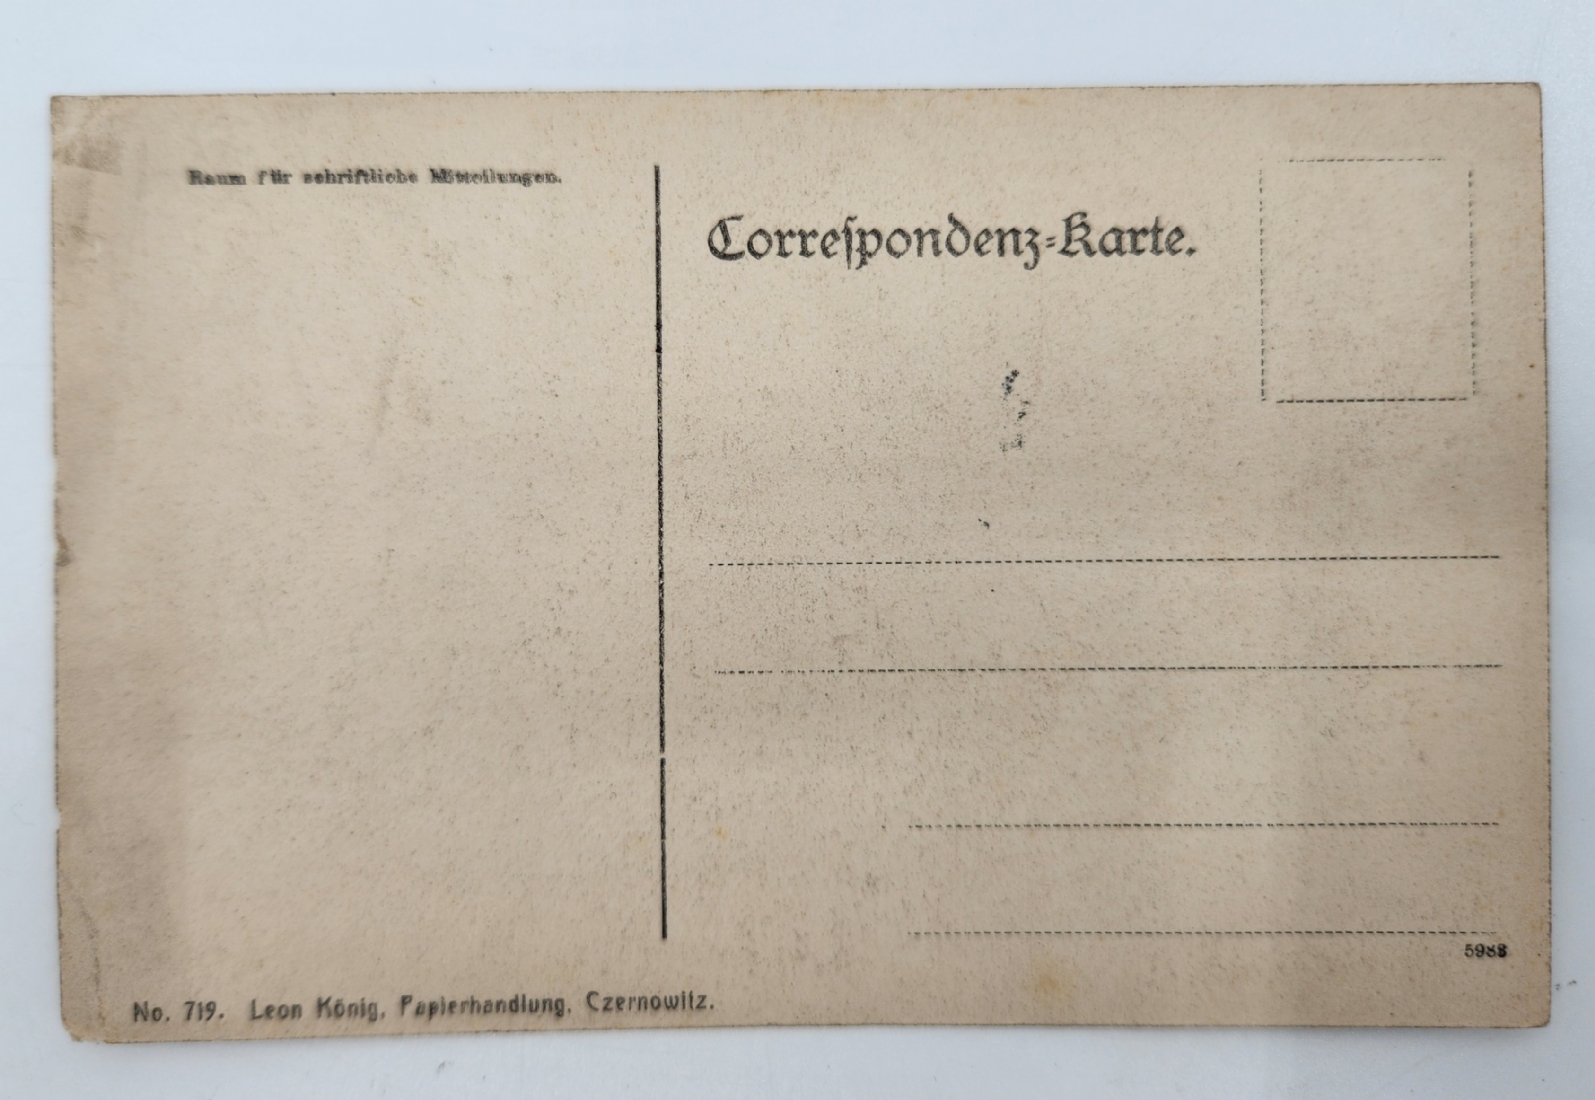 Raum für schriftliche Mitteilungen.
Correſpondenz-Karte.
5988
No. 719. Leon König, Papierhandlung, Czernowitz.